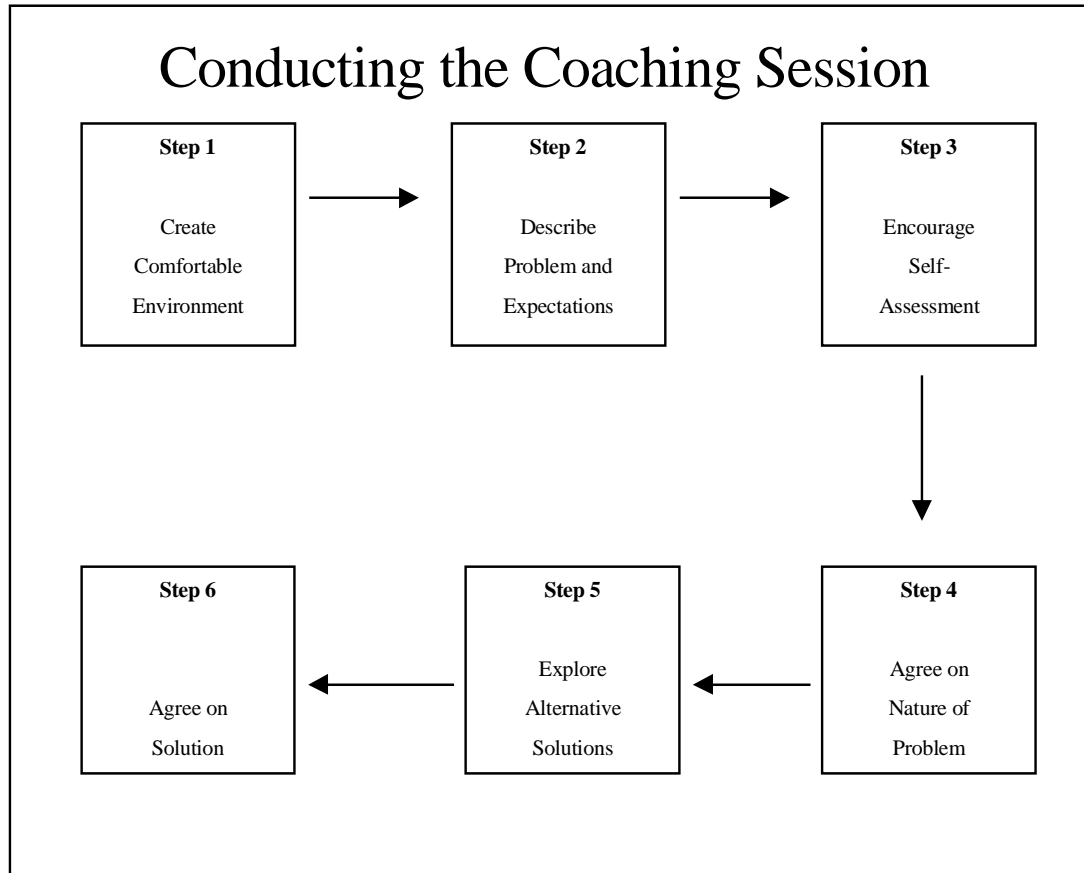 Conducting the Coaching Session
Step 1
Create
Comfortable
Environment
Step 2
Describe
Problem and
Expectations
Step 3
Encourage
Self-
Assessment
Step 4
Agree on
Nature of
Problem
Step 5
Explore
Alternative
Solutions
Step 6
Agree on
Solution